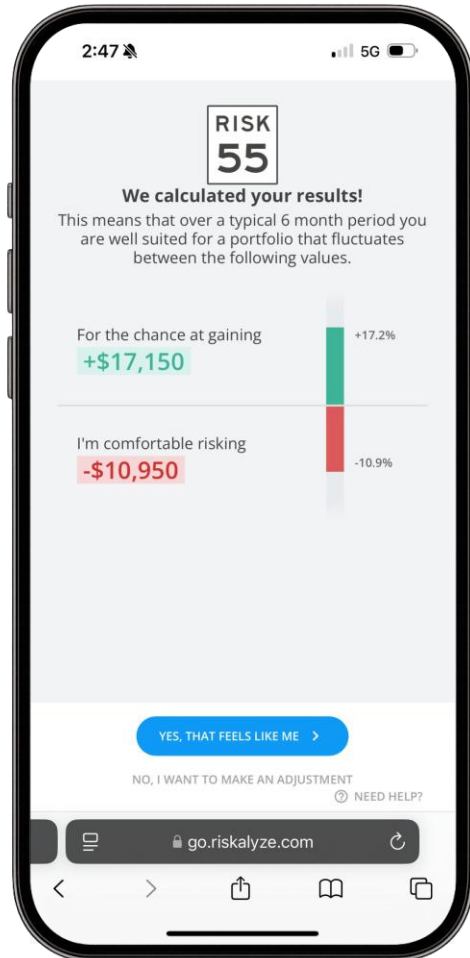 2:47
5G
RISK
55
We calculated your results!
This means that over a typical 6 month period you
are well suited for a portfolio that fluctuates
between the following values.
For the chance at gaining
+$17,150
+17.2%
I'm comfortable risking
-$10,950
-10.9%
YES, THAT FEELS LIKE ME
NO, I WANT TO MAKE AN ADJUSTMENT
NEED HELP?
go.riskalyze.com